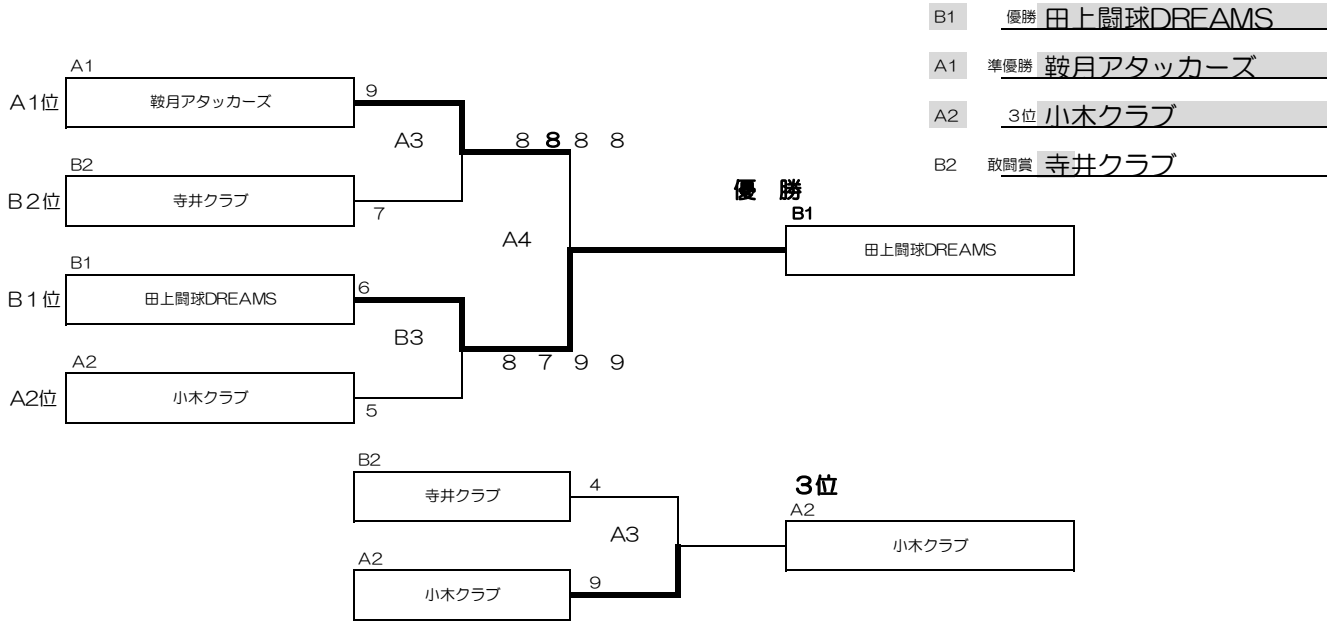 B1 優勝 田上闘球DREAMS
A1 準優勝 鞍月アタッカーズ
A2 3位 小木クラブ
B2 敢闘賞 寺井クラブ
A1
A1位 鞍月アタッカーズ 9
A3
8 8 8 8
B2
B2位 寺井クラブ 7
優 勝
B1
A4
田上闘球DREAMS
B1
B1位 田上闘球DREAMS 6
B3
8 7 9 9
A2
A2位 小木クラブ 5
B2
寺井クラブ 4
3位
A2
A3
小木クラブ
A2
小木クラブ 9